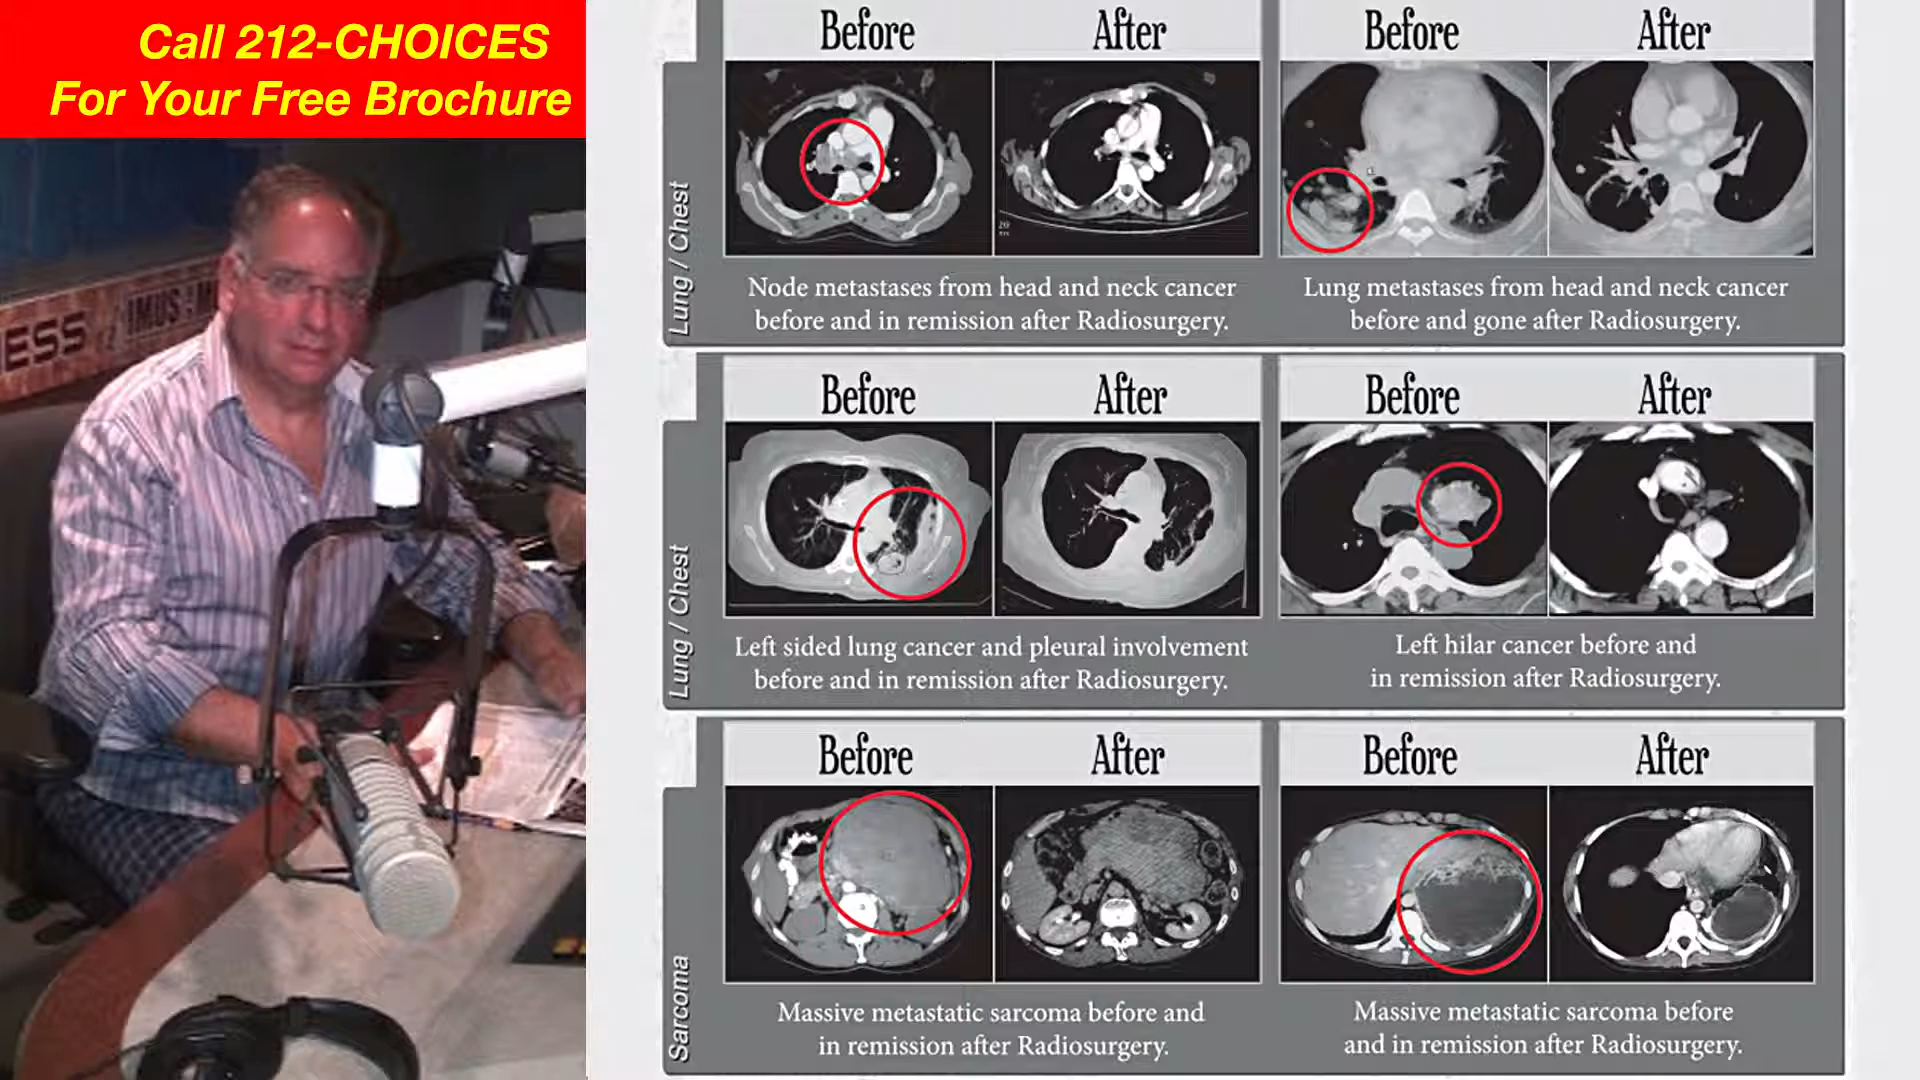 Call 212-CHOICES
For Your Free Brochure
ESS
IMUS
Before After Before After
Lung / Chest
Node metastases from head and neck cancer
before and in remission after Radiosurgery.
Lung metastases from head and neck cancer
before and gone after Radiosurgery.
Before After Before After
Lung / Chest
Left sided lung cancer and pleural involvement
before and in remission after Radiosurgery.
Left hilar cancer before and
in remission after Radiosurgery.
Before After Before After
Sarcoma
Massive metastatic sarcoma before and
in remission after Radiosurgery.
Massive metastatic sarcoma before
and in remission after Radiosurgery.